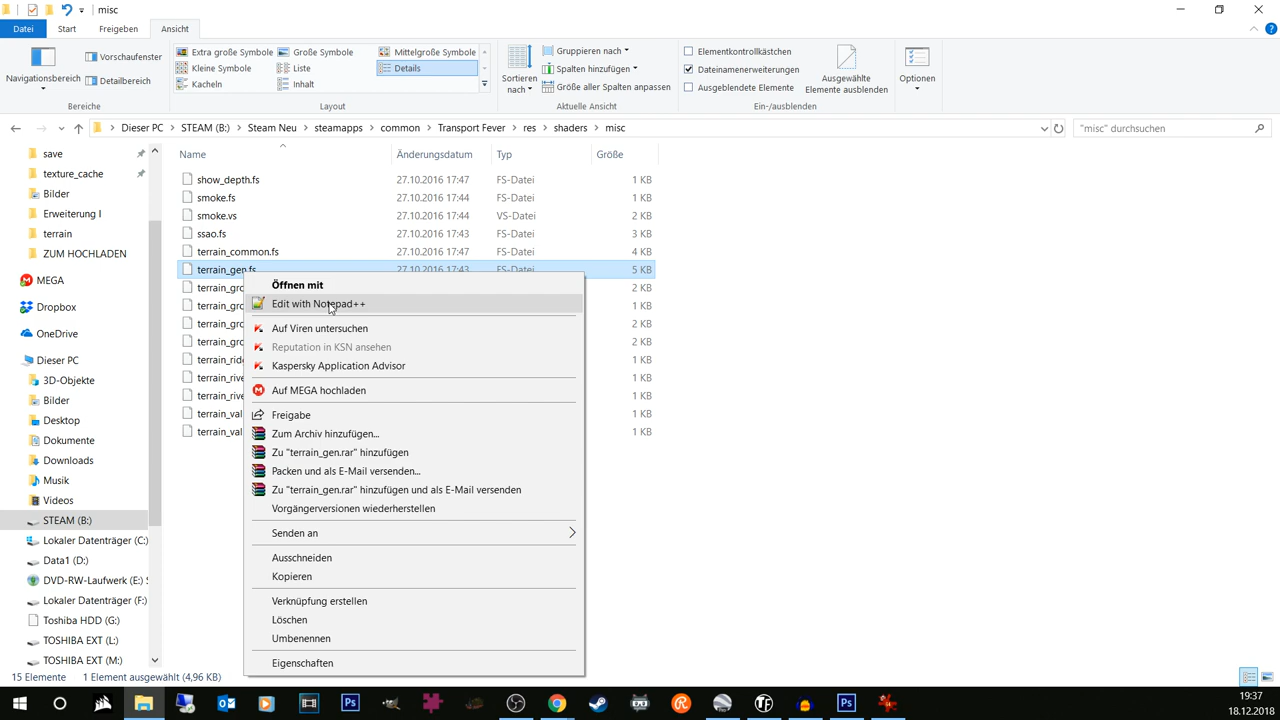 misc
Datei Start Freigeben Ansicht
Navigationsbereich
Vorschaufenster
Detailbereich
Bereiche
Extra große Symbole Große Symbole Mittelgroße Symbole
Kleine Symbole Liste Details
Kacheln Inhalt
Layout
Sortieren nach
Gruppieren nach
Spalten hinzufügen
Größe aller Spalten anpassen
Aktuelle Ansicht
Elementkontrollkästchen
Dateinamenerweiterungen
Ausgeblendete Elemente
Ausgewählte Elemente ausblenden
Ein-/ausblenden
Optionen
Dieser PC STEAM (B:) Steam Neu steamapps common Transport Fever res shaders misc
"misc" durchsuchen
save
texture_cache
Bilder
Erweiterung I
terrain
ZUM HOCHLADEN
MEGA
Dropbox
OneDrive
Dieser PC
3D-Objekte
Bilder
Desktop
Dokumente
Downloads
Musik
Videos
STEAM (B:)
Lokaler Datenträger (C:)
Data1 (D:)
DVD-RW-Laufwerk (E:)
Lokaler Datenträger (F:)
Toshiba HDD (G:)
TOSHIBA EXT (L:)
TOSHIBA EXT (M:)
Name Änderungsdatum Typ Größe
show_depth.fs 27.10.2016 17:47 FS-Datei 1 KB
smoke.fs 27.10.2016 17:44 FS-Datei 1 KB
smoke.vs 27.10.2016 17:44 VS-Datei 2 KB
ssao.fs 27.10.2016 17:43 FS-Datei 3 KB
terrain_common.fs 27.10.2016 17:47 FS-Datei 4 KB
terrain_gen.fs 27.10.2016 17:43 FS-Datei 5 KB
2 KB
1 KB
2 KB
2 KB
1 KB
1 KB
1 KB
1 KB
1 KB
Öffnen mit
Edit with Notepad++
Auf Viren untersuchen
Reputation in KSN ansehen
Kaspersky Application Advisor
Auf MEGA hochladen
Freigabe
Zum Archiv hinzufügen...
Zu "terrain_gen.rar" hinzufügen
Packen und als E-Mail versenden...
Zu "terrain_gen.rar" hinzufügen und als E-Mail versenden
Vorgängerversionen wiederherstellen
Senden an
Ausschneiden
Kopieren
Verknüpfung erstellen
Löschen
Umbenennen
Eigenschaften
15 Elemente 1 Element ausgewählt (4,96 KB)
19:37
18.12.2018